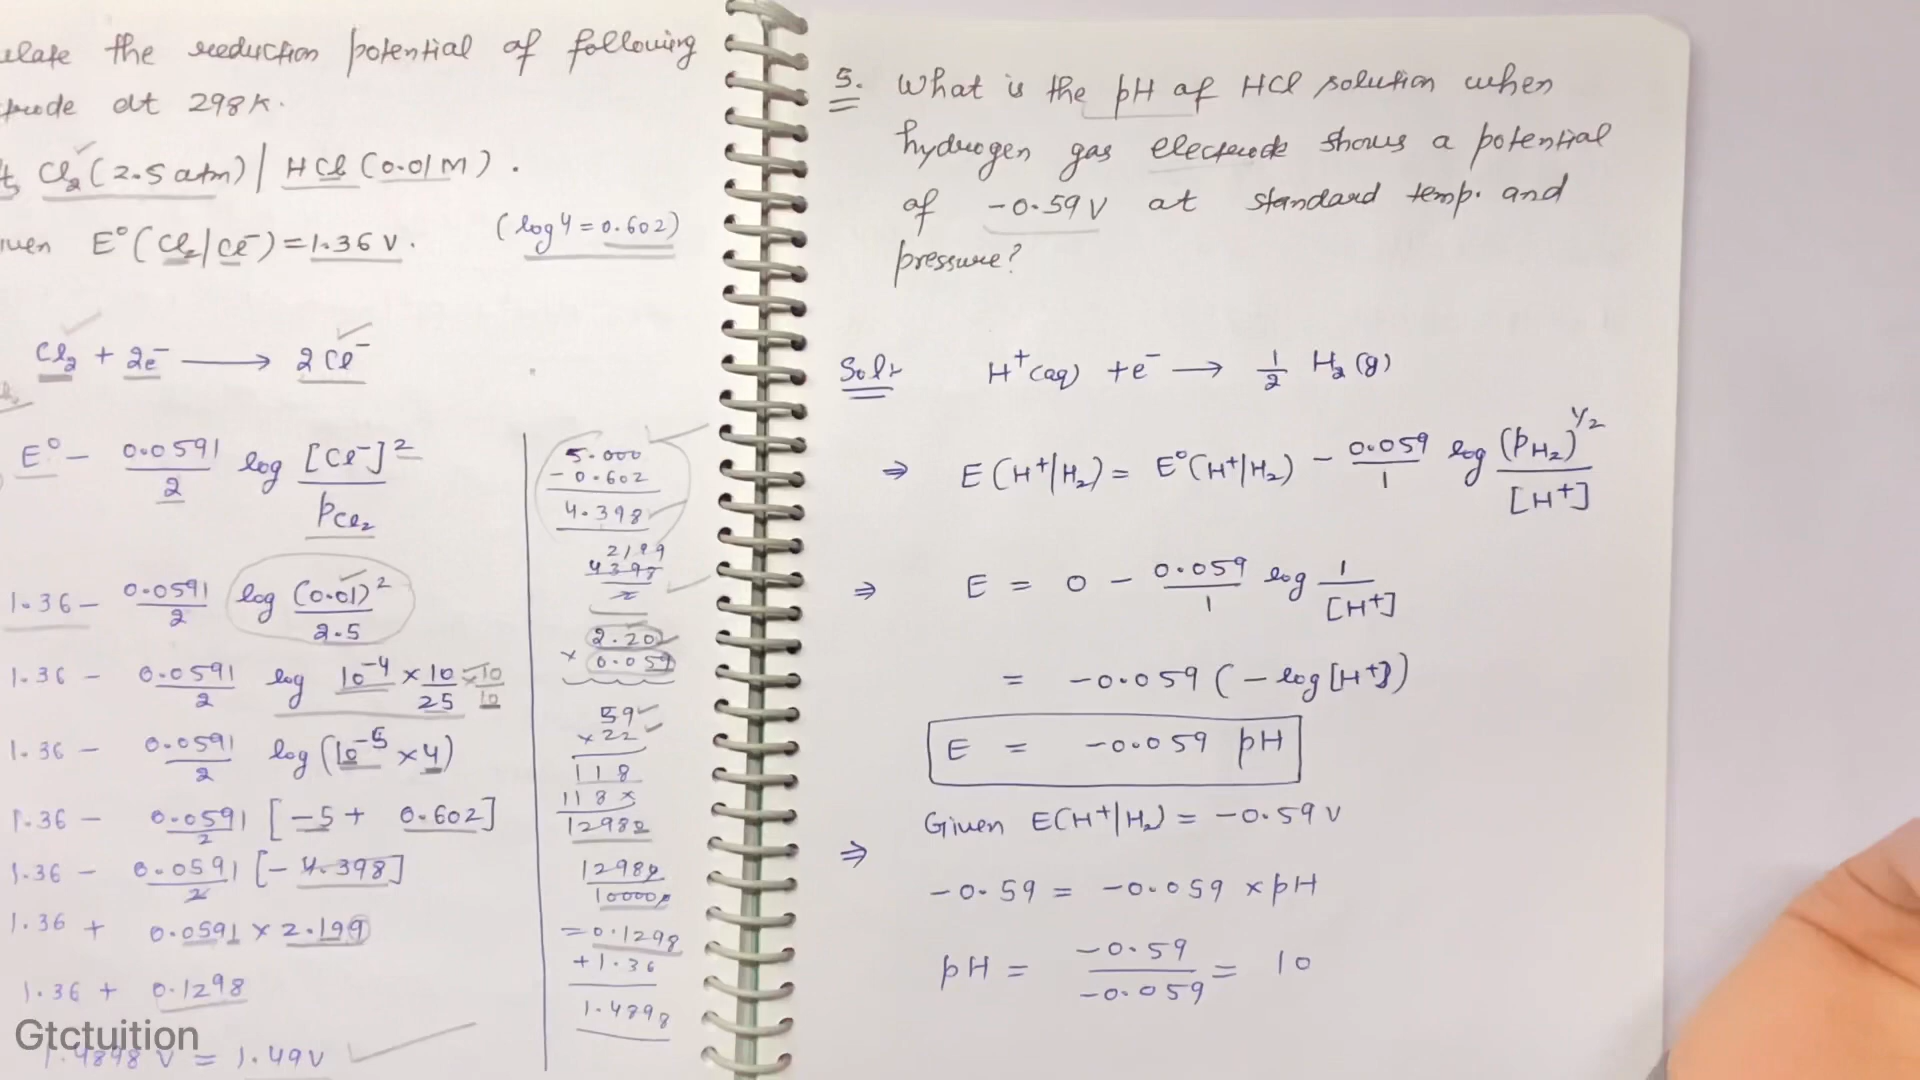 the reduction potential of following
at 298K.
Cl₂ (2.5 atm) | HCl (0.01 M).
E°(Cl₂|Cl⁻) = 1.36 V. (log 4 = 0.602)
Cl₂ + 2e⁻ ⟶ 2Cl⁻
E° − 0.0591/2 log [Cl⁻]²/pCl₂
1.36 − 0.0591/2 log (0.01)²/2.5
1.36 − 0.0591/2 log 10⁻⁴ × 10/25 × 10/10
1.36 − 0.0591/2 log (10⁻⁵ × 4)
1.36 − 0.0591/2 [−5 + 0.602]
1.36 − 0.0591/2 [−4.398]
1.36 + 0.0591 × 2.199
1.36 + 0.1298
1.4898 V = 1.49 V
5.000
− 0.602
4.398
2199
4398
2
2.20
× 0.059
59
× 22
118
118×
1298
12980
100000
= 0.1298
+ 1.36
1.4898
5. What is the pH of HCl solution when
hydrogen gas electrode shows a potential
of −0.59 V at standard temp. and
pressure?
Sol:- H⁺(aq) + e⁻ ⟶ 1/2 H₂(g)
⇒ E(H⁺|H₂) = E°(H⁺|H₂) − 0.059/1 log (pH₂)^1/2/[H⁺]
⇒ E = 0 − 0.059/1 log 1/[H⁺]
= −0.059 (−log [H⁺])
E = −0.059 pH
Given E(H⁺|H₂) = −0.59 V
⇒
−0.59 = −0.059 × pH
pH = −0.59/−0.059 = 10
Gtctuition